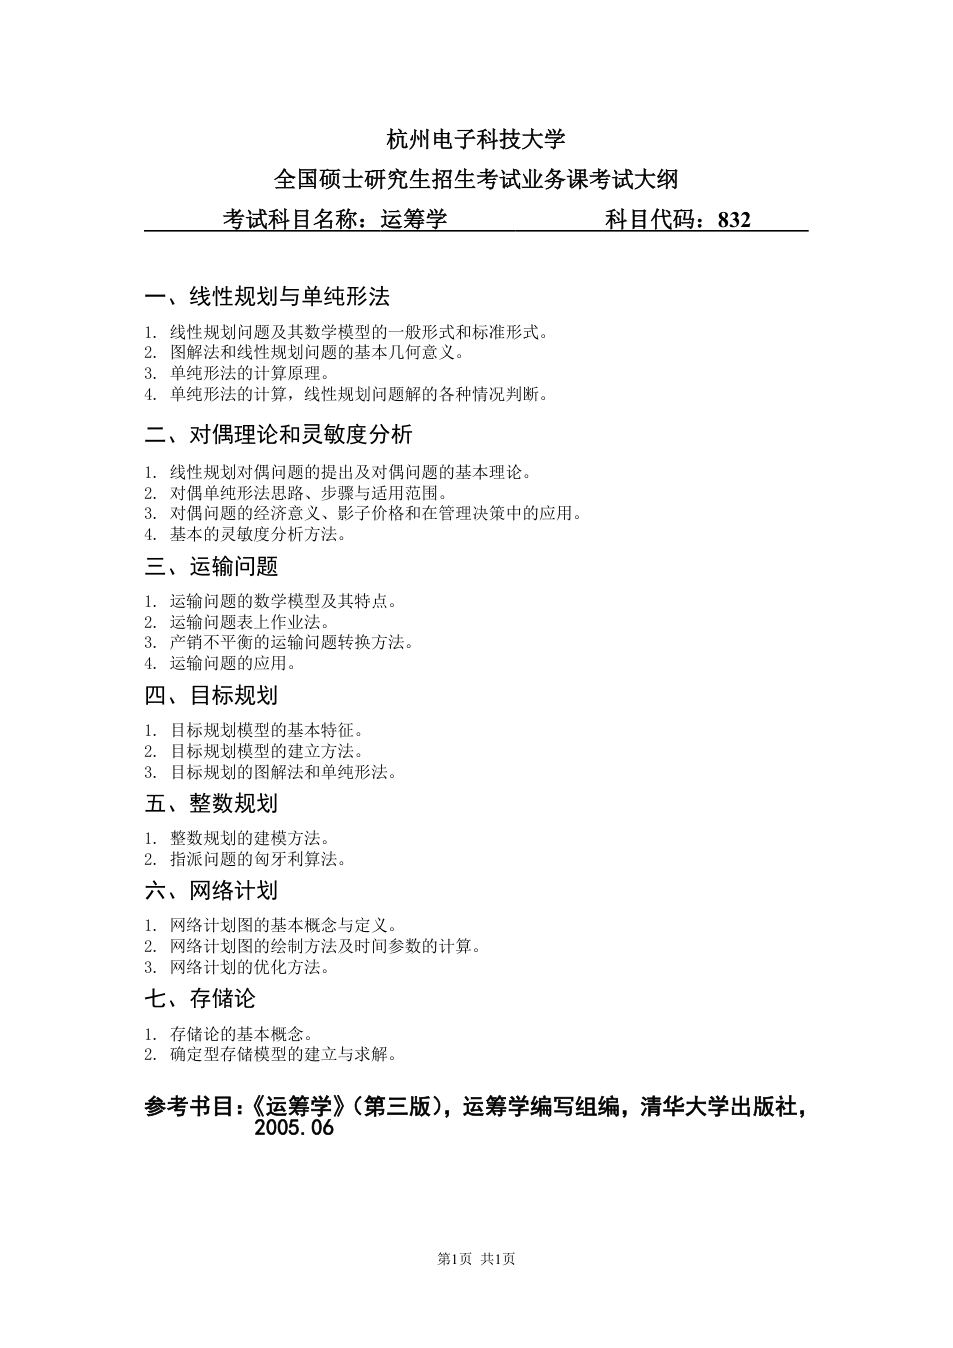 杭州电子科技大学
全国硕士研究生招生考试业务课考试大纲
考试科目名称：运筹学 科目代码：832
一、线性规划与单纯形法
1. 线性规划问题及其数学模型的一般形式和标准形式。
2. 图解法和线性规划问题的基本几何意义。
3. 单纯形法的计算原理。
4. 单纯形法的计算，线性规划问题解的各种情况判断。
二、对偶理论和灵敏度分析
1. 线性规划对偶问题的提出及对偶问题的基本理论。
2. 对偶单纯形法思路、步骤与适用范围。
3. 对偶问题的经济意义、影子价格和在管理决策中的应用。
4. 基本的灵敏度分析方法。
三、运输问题
1. 运输问题的数学模型及其特点。
2. 运输问题表上作业法。
3. 产销不平衡的运输问题转换方法。
4. 运输问题的应用。
四、目标规划
1. 目标规划模型的基本特征。
2. 目标规划模型的建立方法。
3. 目标规划的图解法和单纯形法。
五、整数规划
1. 整数规划的建模方法。
2. 指派问题的匈牙利算法。
六、网络计划
1. 网络计划图的基本概念与定义。
2. 网络计划图的绘制方法及时间参数的计算。
3. 网络计划的优化方法。
七、存储论
1. 存储论的基本概念。
2. 确定型存储模型的建立与求解。
参考书目：《运筹学》（第三版），运筹学编写组编，清华大学出版社，
2005.06
第1页 共1页